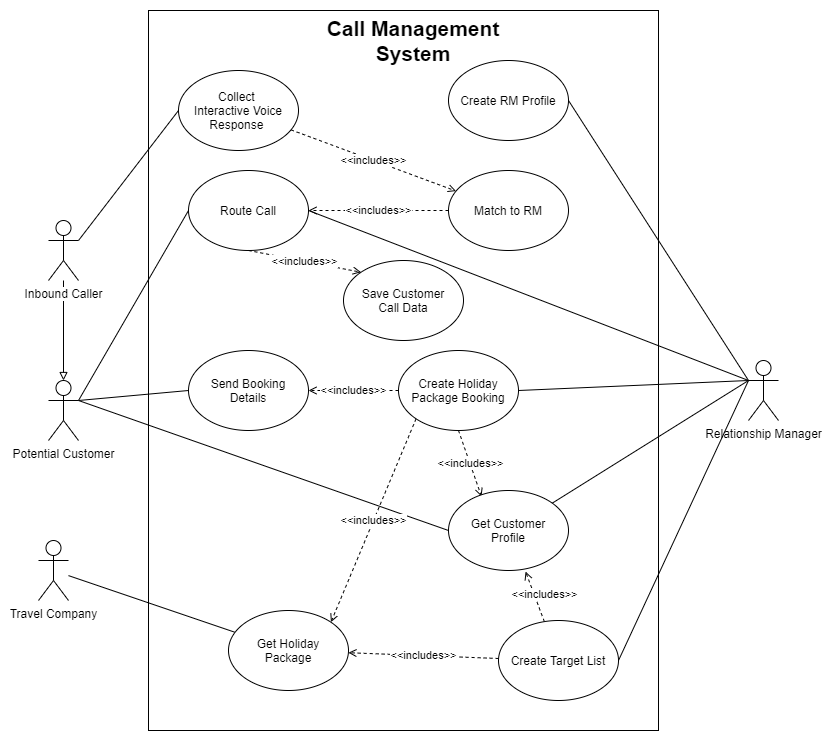 Call Management
System
Collect
Interactive Voice
Response
Create RM Profile
<<includes>>
Route Call
<<includes>>
Match to RM
<<includes>>
Inbound Caller
Save Customer
Call Data
Send Booking
Details
<<includes>>
Create Holiday
Package Booking
Potential Customer
Relationship Manager
<<includes>>
<<includes>>
Get Customer
Profile
Travel Company
<<includes>>
Get Holiday
Package
<<includes>>
Create Target List